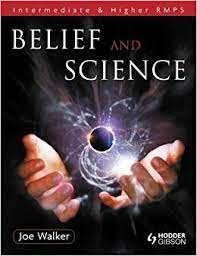 Intermediate & Higher RMPS
BELIEF AND
SCIENCE
Joe Walker
HODDER
GIBSON